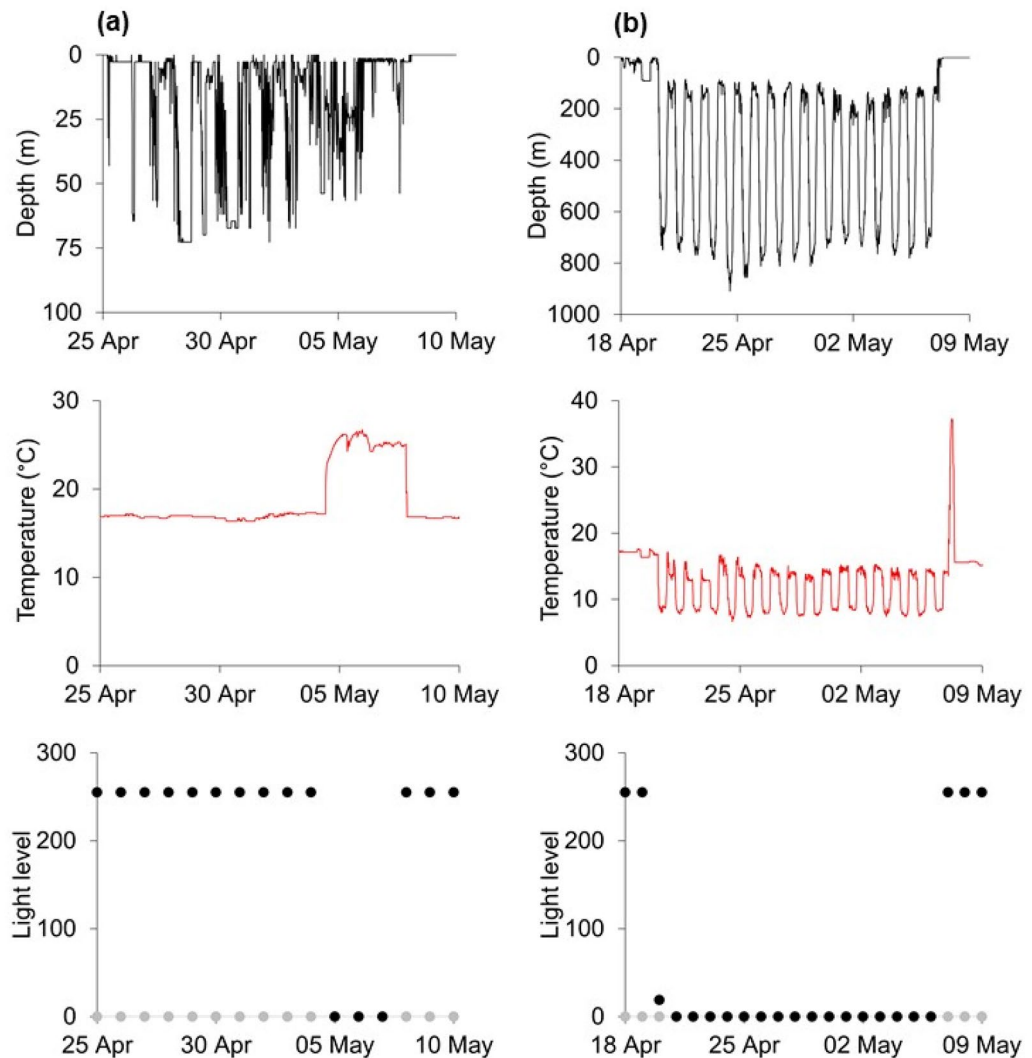 (a)
0
25
50
75
100
Depth (m)
25 Apr 30 Apr 05 May 10 May
(b)
0
200
400
600
800
1000
Depth (m)
18 Apr 25 Apr 02 May 09 May
30
20
10
0
Temperature (°C)
25 Apr 30 Apr 05 May 10 May
40
30
20
10
0
Temperature (°C)
18 Apr 25 Apr 02 May 09 May
300
200
100
0
Light level
25 Apr 30 Apr 05 May 10 May
300
200
100
0
Light level
18 Apr 25 Apr 02 May 09 May